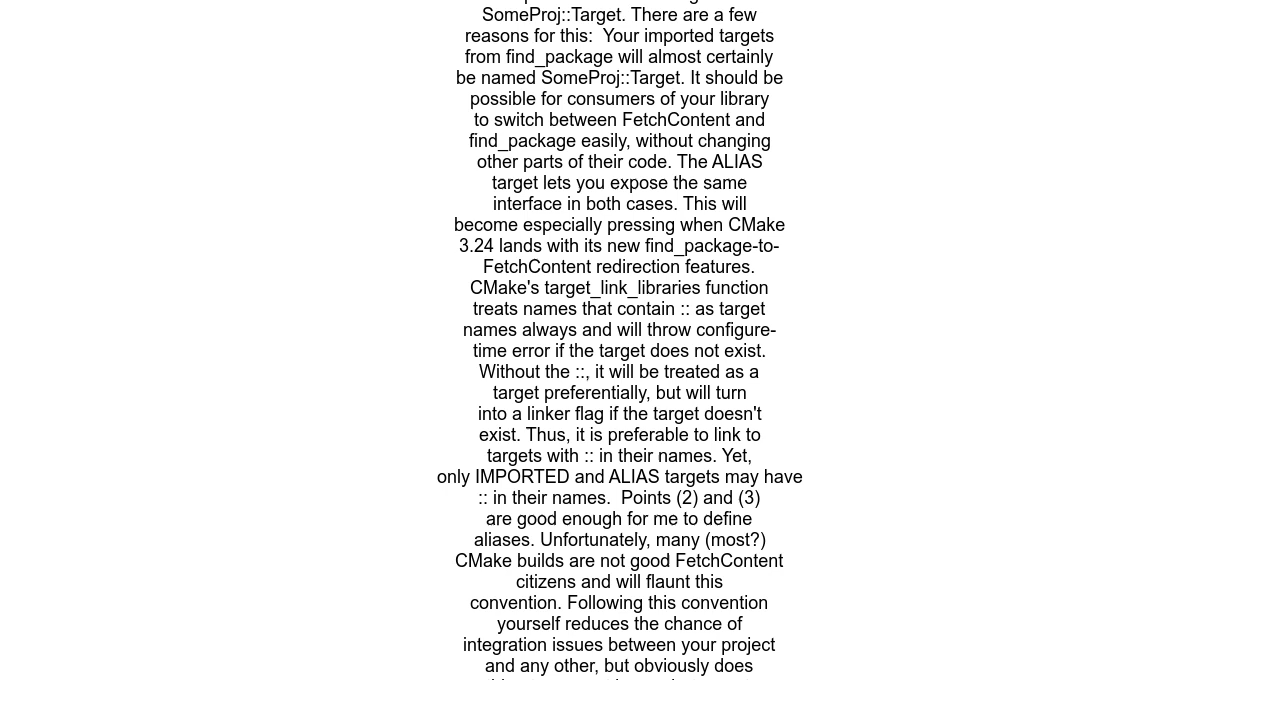 SomeProj::Target. There are a few
reasons for this:  Your imported targets
from find_package will almost certainly
be named SomeProj::Target. It should be
possible for consumers of your library
to switch between FetchContent and
find_package easily, without changing
other parts of their code. The ALIAS
target lets you expose the same
interface in both cases. This will
become especially pressing when CMake
3.24 lands with its new find_package-to-
FetchContent redirection features.
CMake's target_link_libraries function
treats names that contain :: as target
names always and will throw configure-
time error if the target does not exist.
Without the ::, it will be treated as a
target preferentially, but will turn
into a linker flag if the target doesn't
exist. Thus, it is preferable to link to
targets with :: in their names. Yet,
only IMPORTED and ALIAS targets may have
:: in their names.  Points (2) and (3)
are good enough for me to define
aliases. Unfortunately, many (most?)
CMake builds are not good FetchContent
citizens and will flaunt this
convention. Following this convention
yourself reduces the chance of
integration issues between your project
and any other, but obviously does